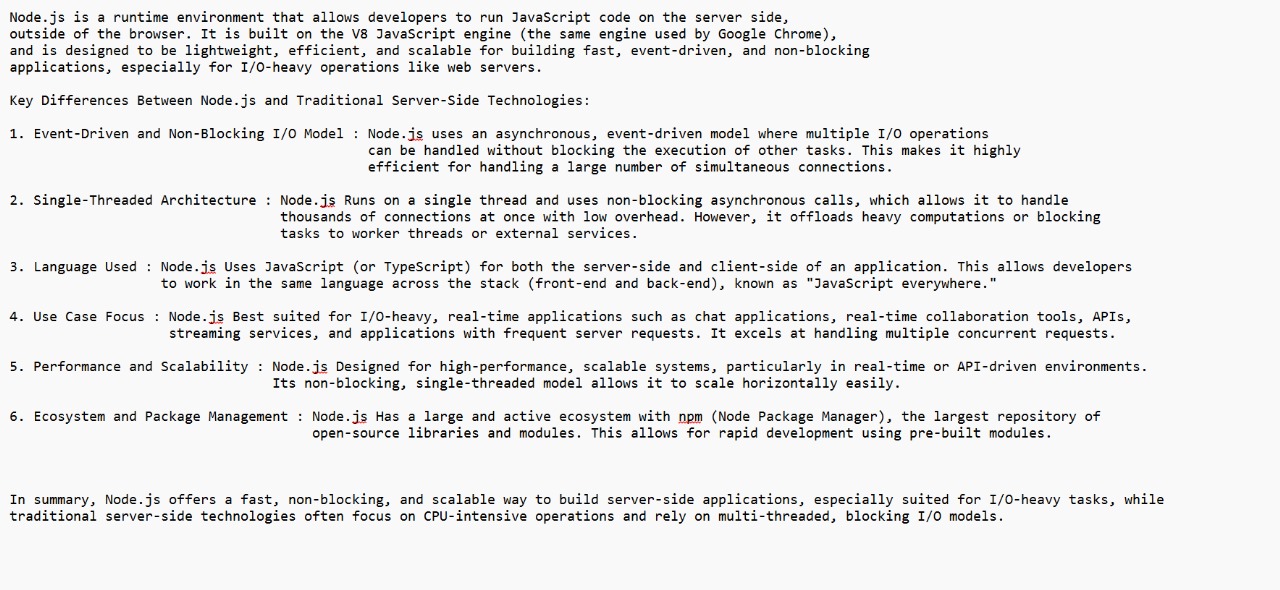 Node.js is a runtime environment that allows developers to run JavaScript code on the server side,
outside of the browser. It is built on the V8 JavaScript engine (the same engine used by Google Chrome),
and is designed to be lightweight, efficient, and scalable for building fast, event-driven, and non-blocking
applications, especially for I/O-heavy operations like web servers.
Key Differences Between Node.js and Traditional Server-Side Technologies:
1. Event-Driven and Non-Blocking I/O Model : Node.js uses an asynchronous, event-driven model where multiple I/O operations
can be handled without blocking the execution of other tasks. This makes it highly
efficient for handling a large number of simultaneous connections.
2. Single-Threaded Architecture : Node.js Runs on a single thread and uses non-blocking asynchronous calls, which allows it to handle
thousands of connections at once with low overhead. However, it offloads heavy computations or blocking
tasks to worker threads or external services.
3. Language Used : Node.js Uses JavaScript (or TypeScript) for both the server-side and client-side of an application. This allows developers
to work in the same language across the stack (front-end and back-end), known as "JavaScript everywhere."
4. Use Case Focus : Node.js Best suited for I/O-heavy, real-time applications such as chat applications, real-time collaboration tools, APIs,
streaming services, and applications with frequent server requests. It excels at handling multiple concurrent requests.
5. Performance and Scalability : Node.js Designed for high-performance, scalable systems, particularly in real-time or API-driven environments.
Its non-blocking, single-threaded model allows it to scale horizontally easily.
6. Ecosystem and Package Management : Node.js Has a large and active ecosystem with npm (Node Package Manager), the largest repository of
open-source libraries and modules. This allows for rapid development using pre-built modules.
In summary, Node.js offers a fast, non-blocking, and scalable way to build server-side applications, especially suited for I/O-heavy tasks, while
traditional server-side technologies often focus on CPU-intensive operations and rely on multi-threaded, blocking I/O models.